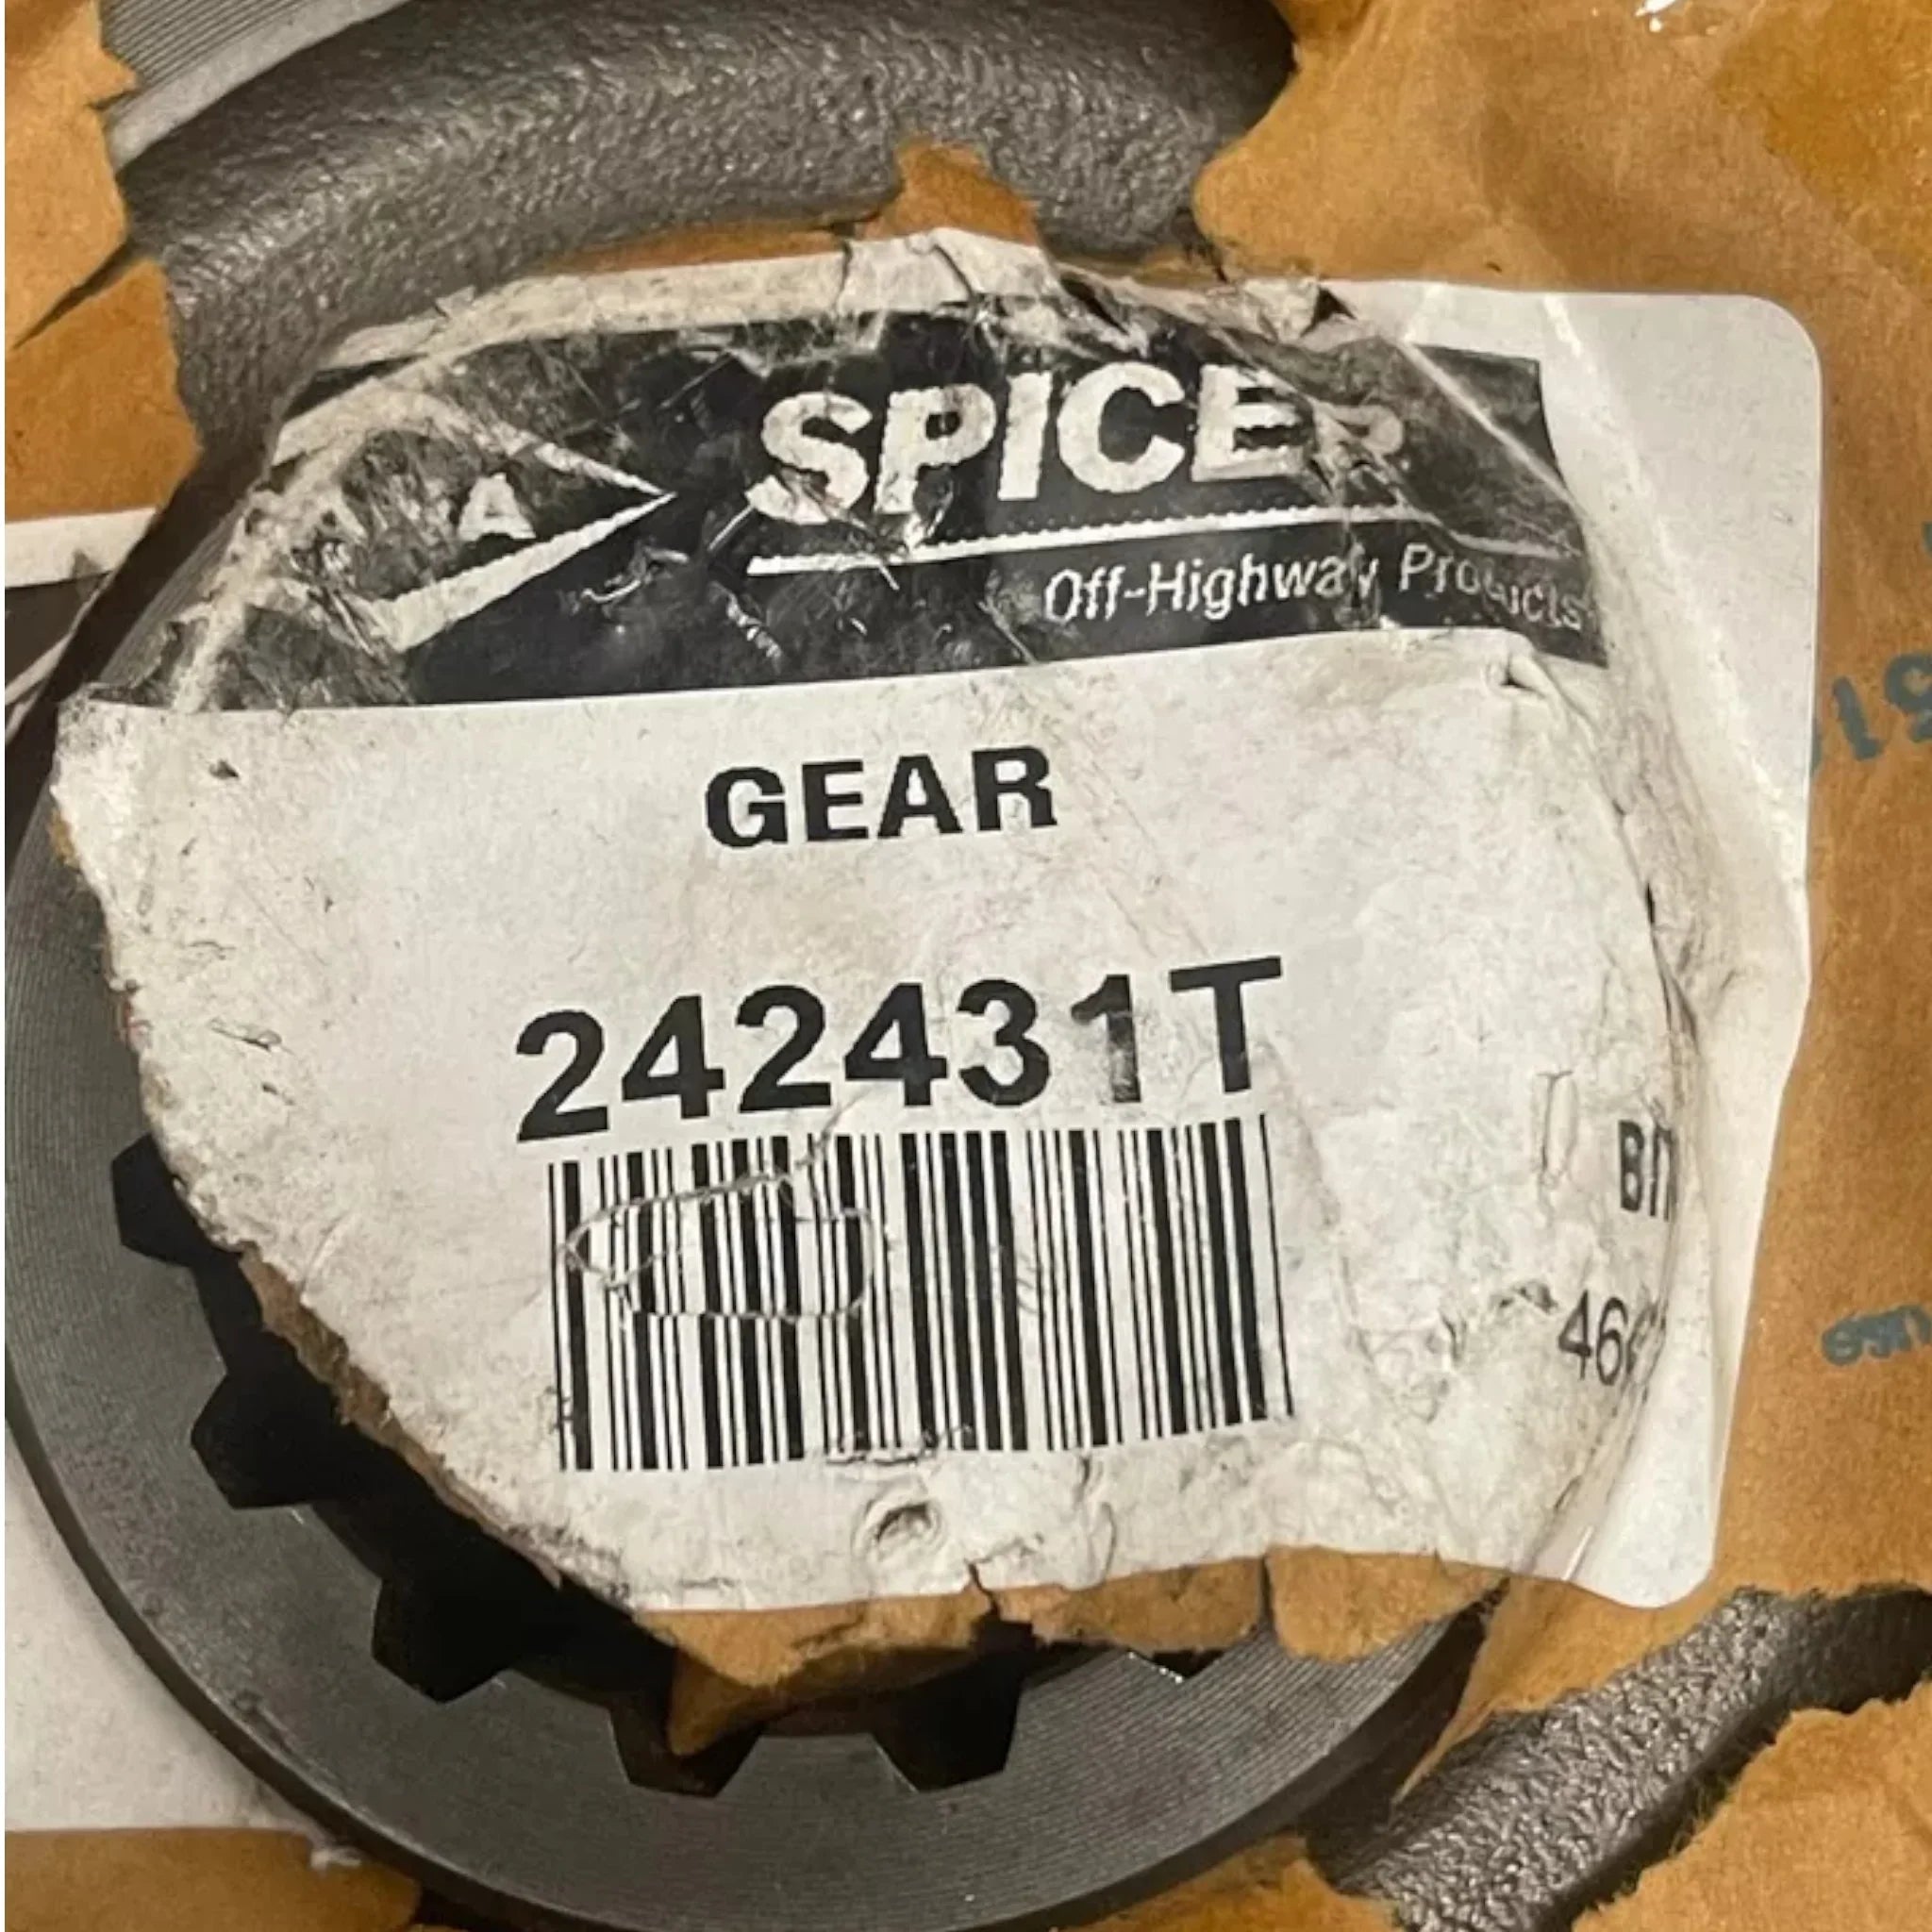 SPICER
Off-Highway Products
GEAR
242431T